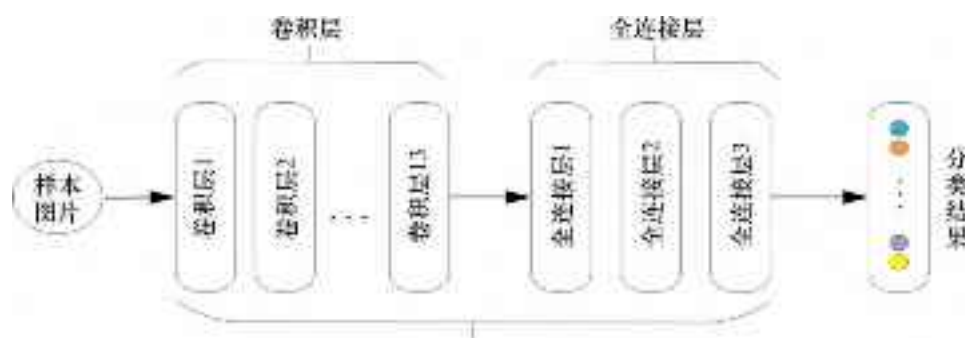 卷积层
全连接层
样本
图片
卷积层1
卷积层2
...
卷积层13
全连接层1
全连接层2
全连接层3
分类结果